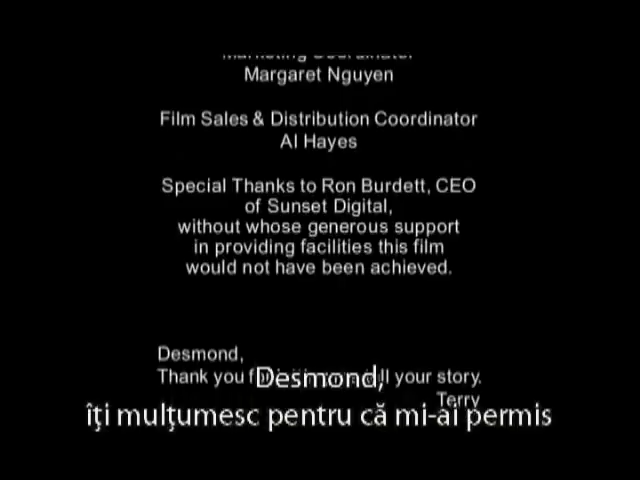 Marketing Coordinator
Margaret Nguyen
Film Sales & Distribution Coordinator
Al Hayes
Special Thanks to Ron Burdett, CEO
of Sunset Digital,
without whose generous support
in providing facilities this film
would not have been achieved.
Desmond,
Thank you your story.
Terry
Desmond,
îţi mulţumesc pentru că mi-ai permis